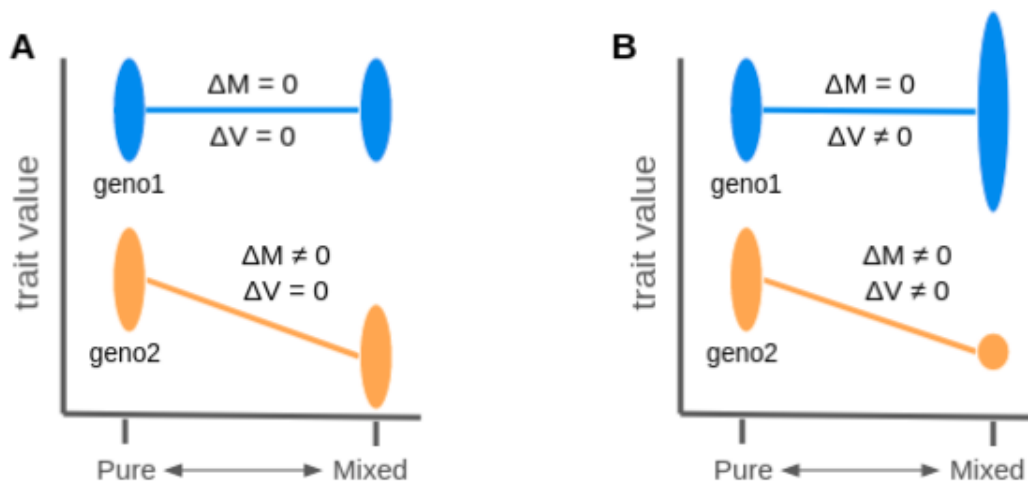 A
trait value
ΔM = 0
ΔV = 0
geno1
ΔM ≠ 0
ΔV = 0
geno2
Pure
Mixed
B
trait value
ΔM = 0
ΔV ≠ 0
geno1
ΔM ≠ 0
ΔV ≠ 0
geno2
Pure
Mixed